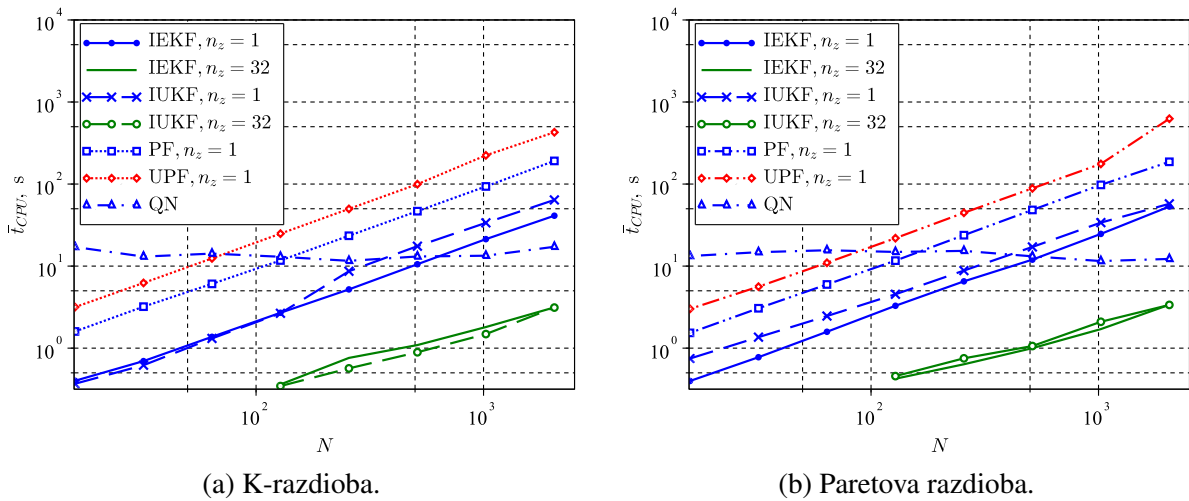 10^4
10^3
10^2
10^1
10^0
t̄_{CPU}, s
IEKF, n_z = 1
IEKF, n_z = 32
IUKF, n_z = 1
IUKF, n_z = 32
PF, n_z = 1
UPF, n_z = 1
QN
10^2
10^3
N
(a) K-razdioba.
10^4
10^3
10^2
10^1
10^0
t̄_{CPU}, s
IEKF, n_z = 1
IEKF, n_z = 32
IUKF, n_z = 1
IUKF, n_z = 32
PF, n_z = 1
UPF, n_z = 1
QN
10^2
10^3
N
(b) Paretova razdioba.